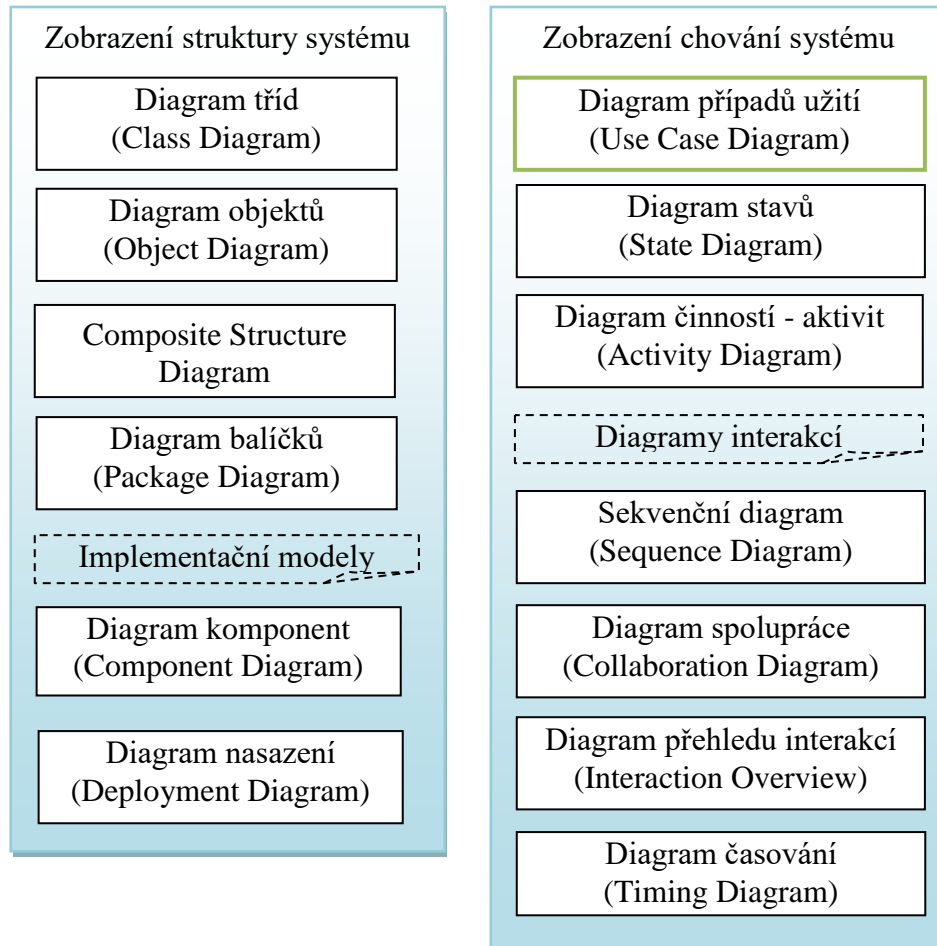 Zobrazení struktury systému
Diagram tříd
(Class Diagram)
Diagram objektů
(Object Diagram)
Composite Structure
Diagram
Diagram balíčků
(Package Diagram)
Implementační modely
Diagram komponent
(Component Diagram)
Diagram nasazení
(Deployment Diagram)
Zobrazení chování systému
Diagram případů užití
(Use Case Diagram)
Diagram stavů
(State Diagram)
Diagram činností - aktivit
(Activity Diagram)
Diagramy interakcí
Sekvenční diagram
(Sequence Diagram)
Diagram spolupráce
(Collaboration Diagram)
Diagram přehledu interakcí
(Interaction Overview)
Diagram časování
(Timing Diagram)